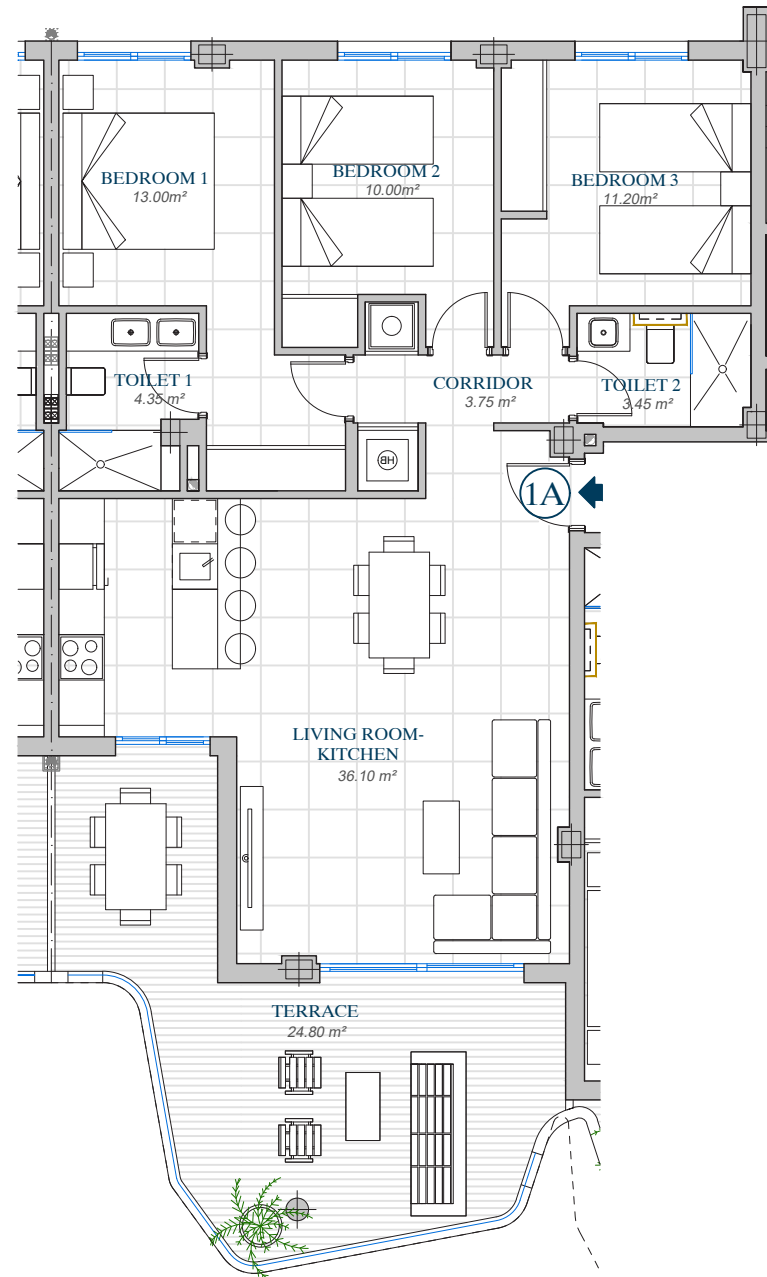 BEDROOM 1
13.00m²
BEDROOM 2
10.00m²
BEDROOM 3
11.20m²
TOILET 1
4.35 m²
CORRIDOR
3.75 m²
TOILET 2
3.45 m²
HB
1A
LIVING ROOM-
KITCHEN
36.10 m²
TERRACE
24.80 m²